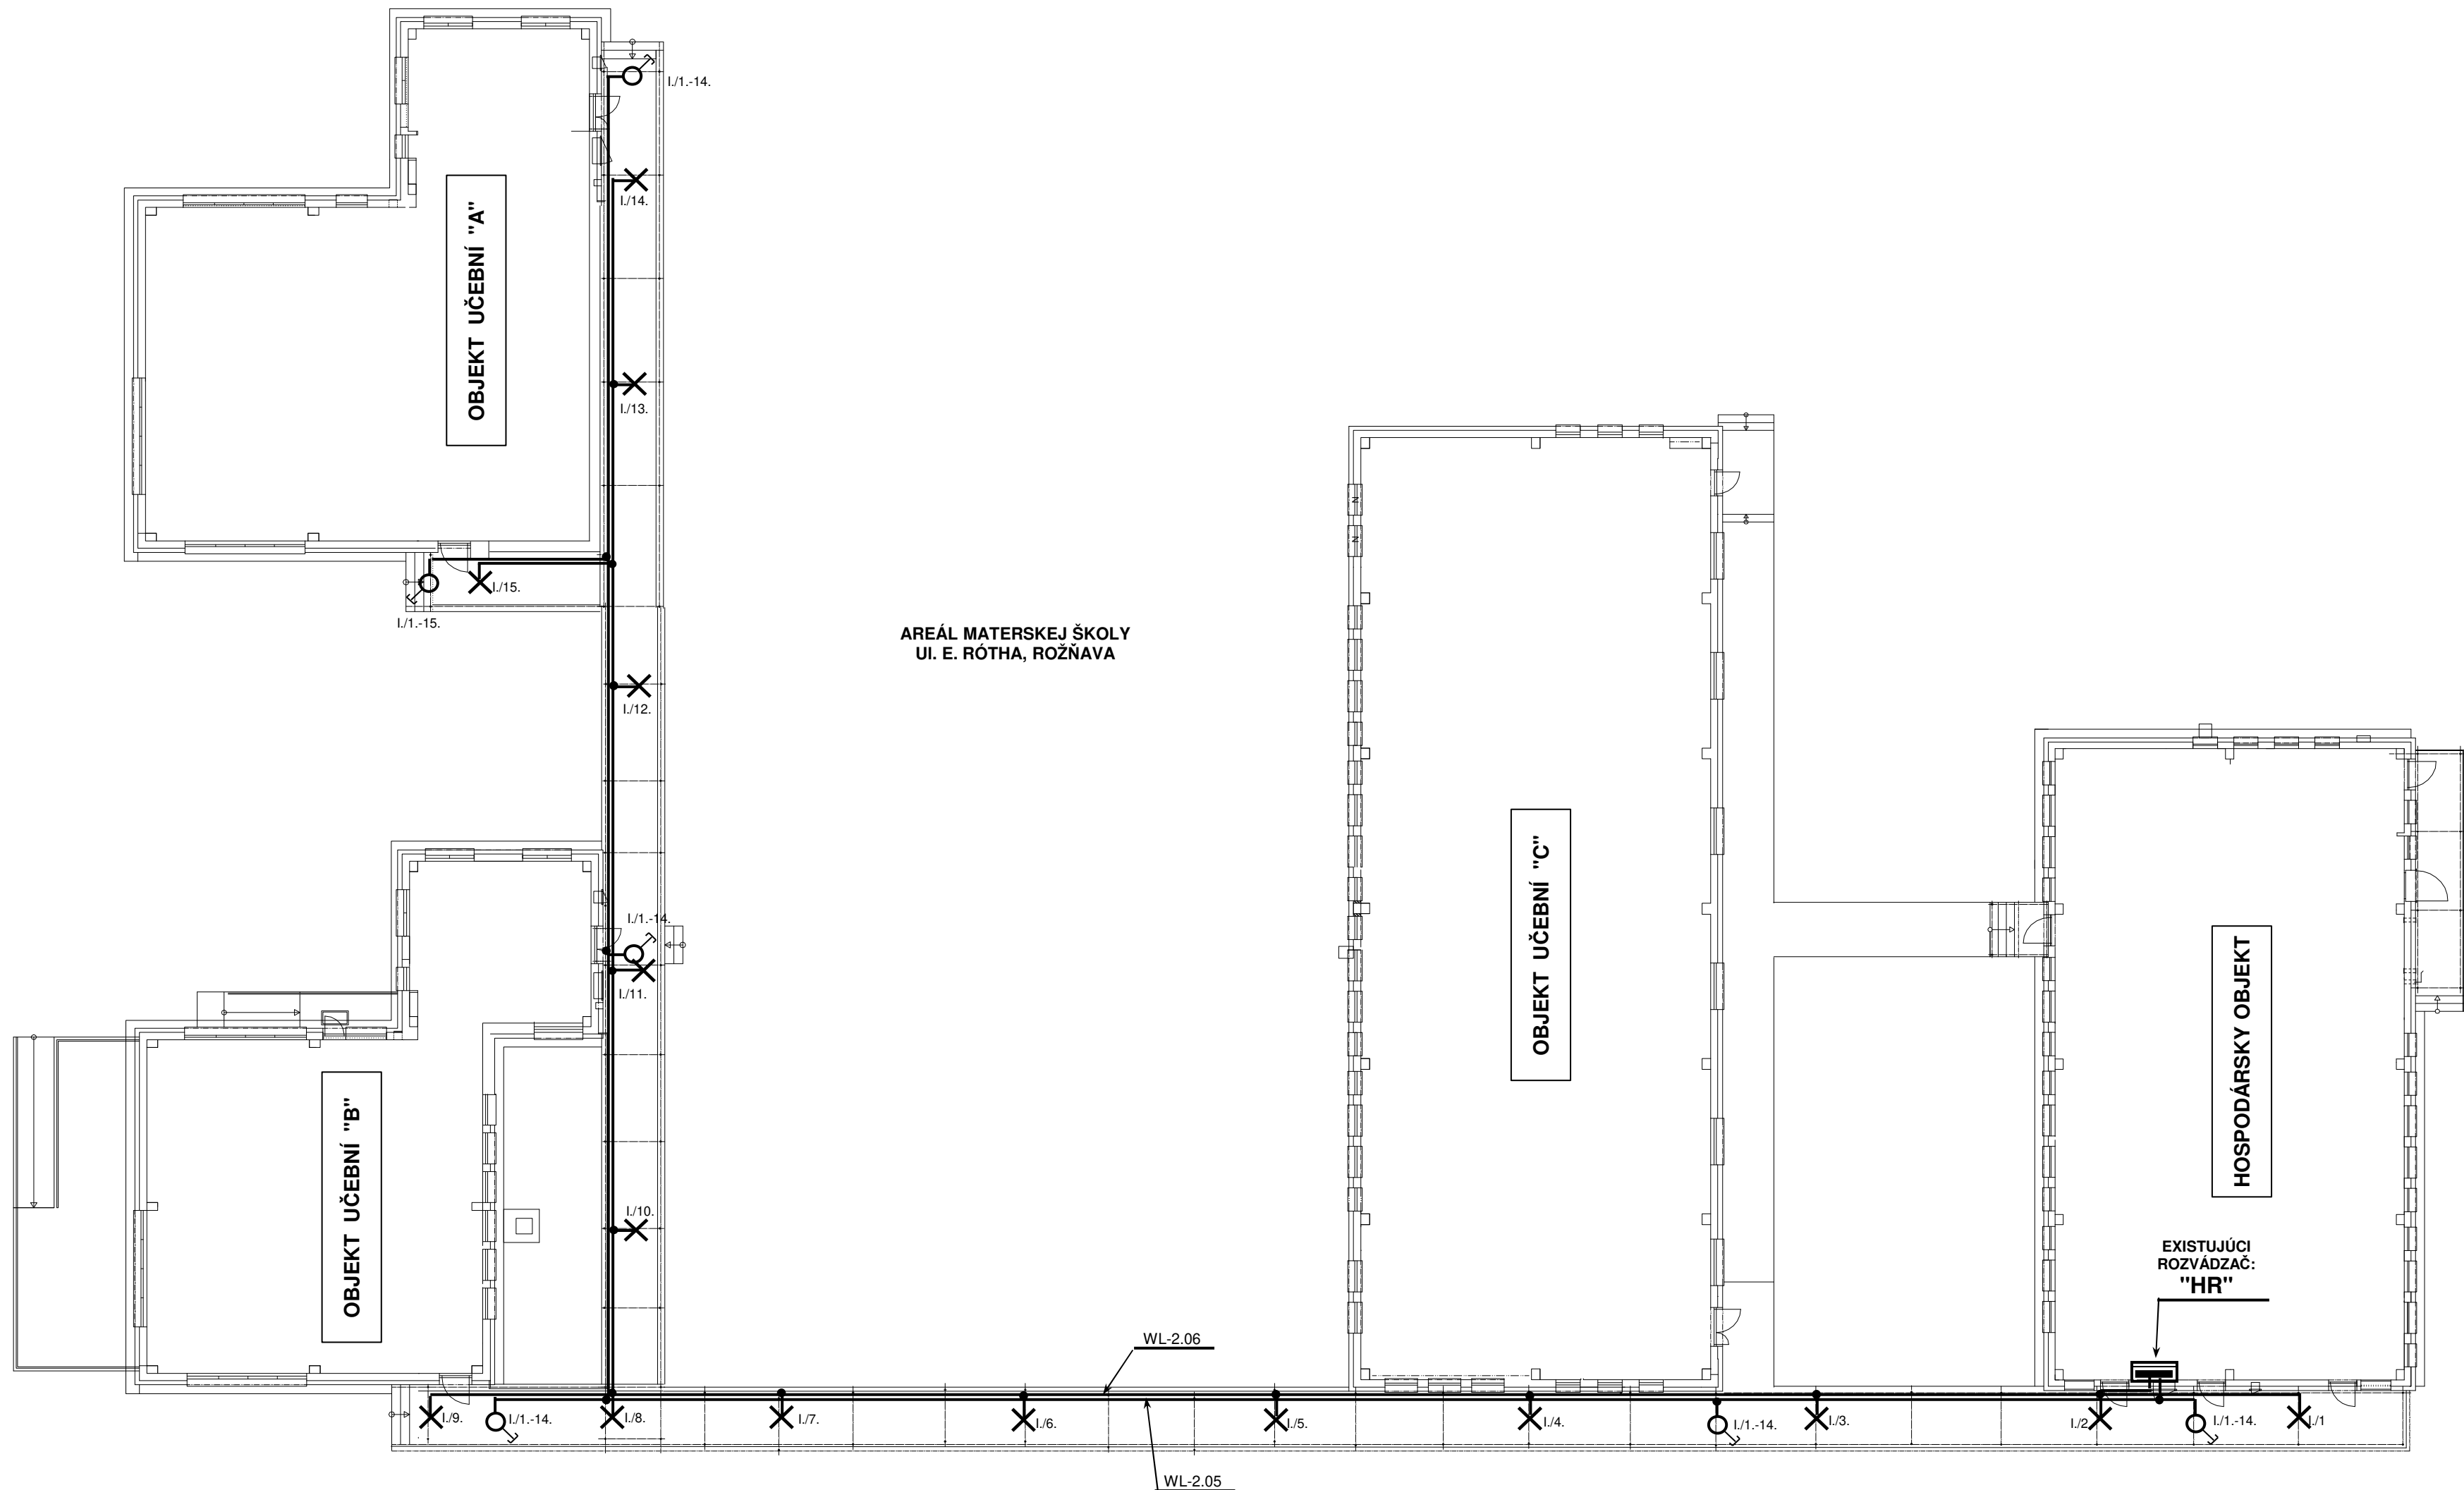 I./1.-14.
I./14.
OBJEKT UČEBNÍ "A"
I./13.
I./15.
I./1.-15.
AREÁL MATERSKEJ ŠKOLY
Ul. E. RÓTHA, ROŽŇAVA
I./12.
N
N
OBJEKT UČEBNÍ "C"
I./1.-14.
I./11.
HOSPODÁRSKY OBJEKT
OBJEKT UČEBNÍ "B"
I./10.
EXISTUJÚCI
ROZVÁDZAČ:
"HR"
WL-2.06
I./9.
I./1.-14.
I./8.
I./7.
I./6.
I./5.
I./4.
I./1.-14.
I./3.
I./2.
I./1.-14.
I./1
WL-2.05